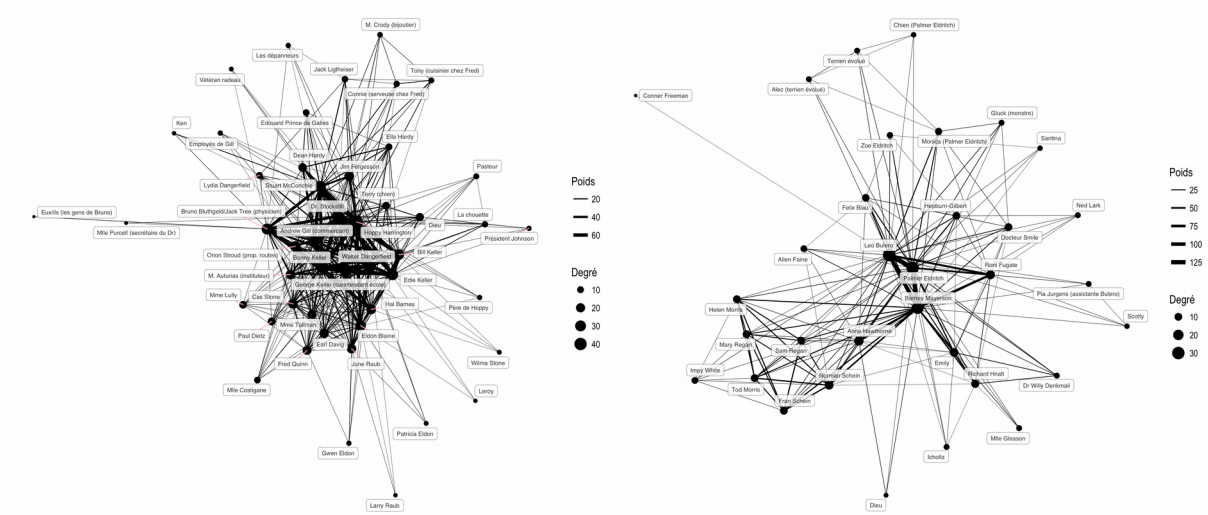 M. Crody (bijoutier)
Les dépanneurs
Jack Ligtheiser
Tony (cuisinier chez Fred)
Vétéran radeau
Connie (serveuse chez Fred)
Edouard Prince de Galles
Ken
Employés de Gill
Ella Hardy
Dean Hardy
Jim Fergesson
Pasteur
Lydia Dangerfield
Stuart McConchie
Terry (chien)
Dr. Stockstill
Bruno Bluthgeld/Jack Tree (physicien)
La chouette
Eux/ils (les gens de Bruno)
Hoppy Harrington
Dieu
Mlle Purcell (secrétaire du Dr)
Andrew Gill (commerçant)
Président Johnson
Orion Stroud (prop. routes)
Bonny Keller
Walter Dangerfield
Bill Keller
M. Auturias (instituteur)
Edie Keller
George Keller (surintendant école)
Mme Lully
Cas Stone
Hal Barnes
Père de Hoppy
Mme Tallman
Paul Dietz
Earl Davig
Eldon Blaine
Fred Quinn
June Raub
Wilma Stone
Mlle Costigane
Leroy
Patricia Eldon
Gwen Eldon
Larry Raub
Poids
20
40
60
Degré
10
20
30
40
Chien (Palmer Eldritch)
Terrien évolué
Alec (terrien évolué)
Conner Freeman
Gluck (monstre)
Zoe Eldritch
Monica (Palmer Eldritch)
Santina
Felix Blau
Hepburn-Gilbert
Ned Lark
Docteur Smile
Leo Bulero
Allen Faine
Roni Fugate
Palmer Eldritch
Pia Jurgens (assistante Bulero)
Barney Mayerson
Helen Morris
Scotty
Anne Hawthorne
Mary Regan
Sam Regan
Emily
Impy White
Norman Schein
Richard Hnatt
Tod Morris
Dr Willy Denkmail
Fran Schein
Mlle Gleason
Icholtz
Dieu
Poids
25
50
75
100
125
Degré
10
20
30